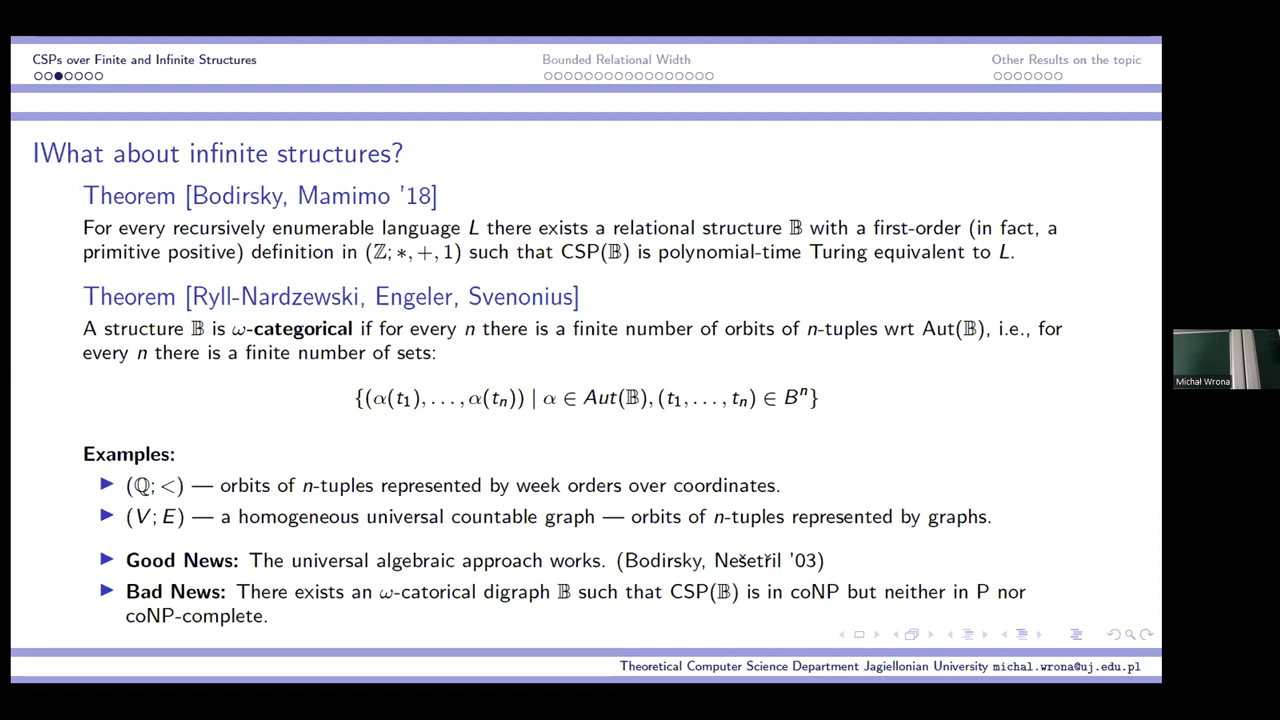 CSPs over Finite and Infinite Structures
Bounded Relational Width
Other Results on the topic
IWhat about infinite structures?
Theorem [Bodirsky, Mamimo '18]
For every recursively enumerable language L there exists a relational structure 𝔹 with a first-order (in fact, a
primitive positive) definition in (ℤ; ∗, +, 1) such that CSP(𝔹) is polynomial-time Turing equivalent to L.
Theorem [Ryll-Nardzewski, Engeler, Svenonius]
A structure 𝔹 is ω-categorical if for every n there is a finite number of orbits of n-tuples wrt Aut(𝔹), i.e., for
every n there is a finite number of sets:
{(α(t₁), . . . , α(tₙ)) | α ∈ Aut(𝔹), (t₁, . . . , tₙ) ∈ Bⁿ}
Examples:
▶ (ℚ; <) — orbits of n-tuples represented by week orders over coordinates.
▶ (V; E) — a homogeneous universal countable graph — orbits of n-tuples represented by graphs.
▶ Good News: The universal algebraic approach works. (Bodirsky, Nešetřil '03)
▶ Bad News: There exists an ω-catorical digraph 𝔹 such that CSP(𝔹) is in coNP but neither in P nor
coNP-complete.
Theoretical Computer Science Department Jagiellonian University michal.wrona@uj.edu.pl
Michał Wrona